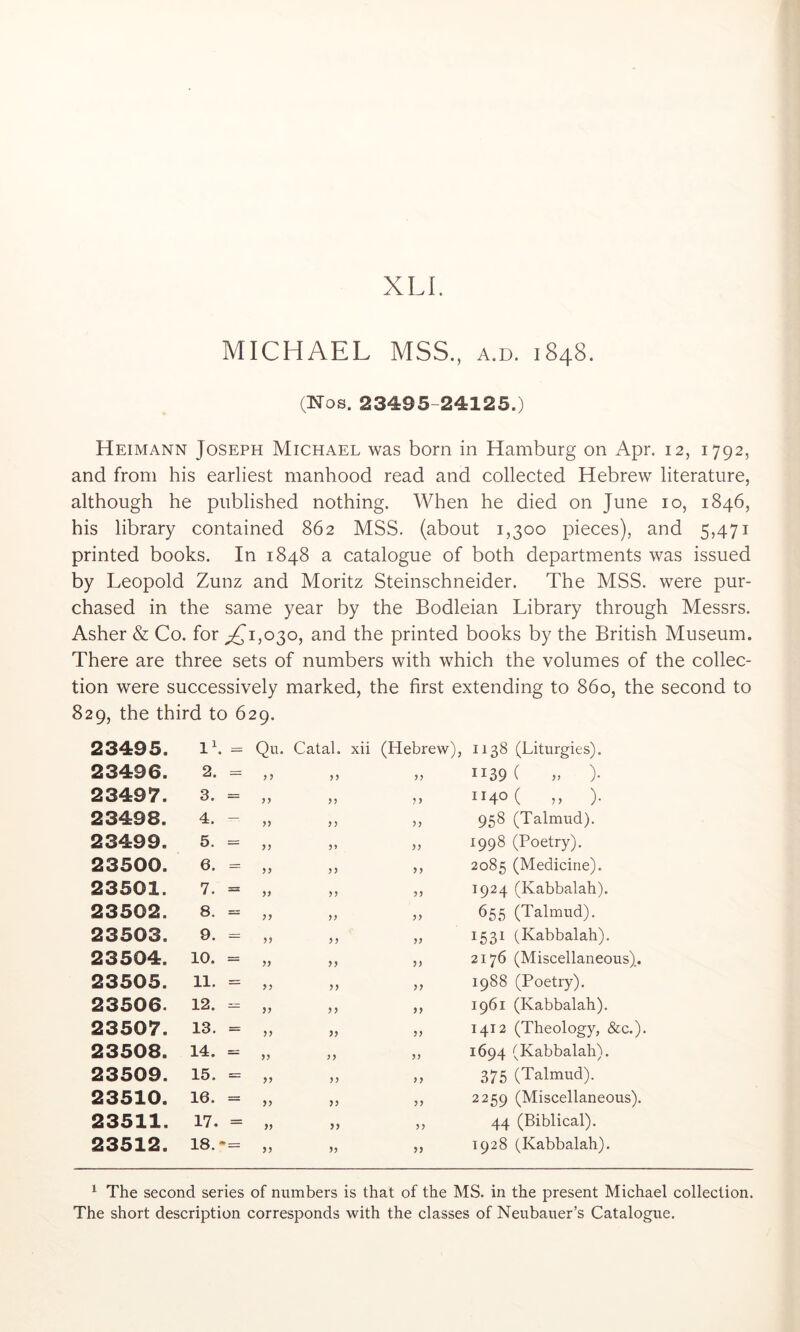 XLI.
MICHAEL MSS., A.D. 1848.
(Nos. 23495-24125.)
Heimann Joseph Michael was born in Hamburg on Apr. 12, 1792,
and from his earliest manhood read and collected Hebrew literature,
although he published nothing. When he died on June 10, 1846,
his library contained 862 MSS. (about 1,300 pieces), and 5,471
printed books. In 1848 a catalogue of both departments was issued
by Leopold Zunz and Moritz Steinschneider. The MSS. were pur-
chased in the same year by the Bodleian Library through Messrs.
Asher & Co. for £1,030, and the printed books by the British Museum.
There are three sets of numbers with which the volumes of the collec-
tion were successively marked, the first extending to 860, the second to
829, the third to 629.
23495. 1¹. = Qu. Catal. xii (Hebrew), 1138 (Liturgies).
23496. 2. = ,, ,, ,, 1139 ( ,, ).
23497. 3. = ,, ,, ,, 1140 ( ,, ).
23498. 4. = ,, ,, ,, 958 (Talmud).
23499. 5. = ,, ,, ,, 1998 (Poetry).
23500. 6. = ,, ,, ,, 2085 (Medicine).
23501. 7. = ,, ,, ,, 1924 (Kabbalah).
23502. 8. = ,, ,, ,, 655 (Talmud).
23503. 9. = ,, ,, ,, 1531 (Kabbalah).
23504. 10. = ,, ,, ,, 2176 (Miscellaneous).
23505. 11. = ,, ,, ,, 1988 (Poetry).
23506. 12. = ,, ,, ,, 1961 (Kabbalah).
23507. 13. = ,, ,, ,, 1412 (Theology, &c.).
23508. 14. = ,, ,, ,, 1694 (Kabbalah).
23509. 15. = ,, ,, ,, 375 (Talmud).
23510. 16. = ,, ,, ,, 2259 (Miscellaneous).
23511. 17. = ,, ,, ,, 44 (Biblical).
23512. 18. = ,, ,, ,, 1928 (Kabbalah).
¹ The second series of numbers is that of the MS. in the present Michael collection.
The short description corresponds with the classes of Neubauer's Catalogue.